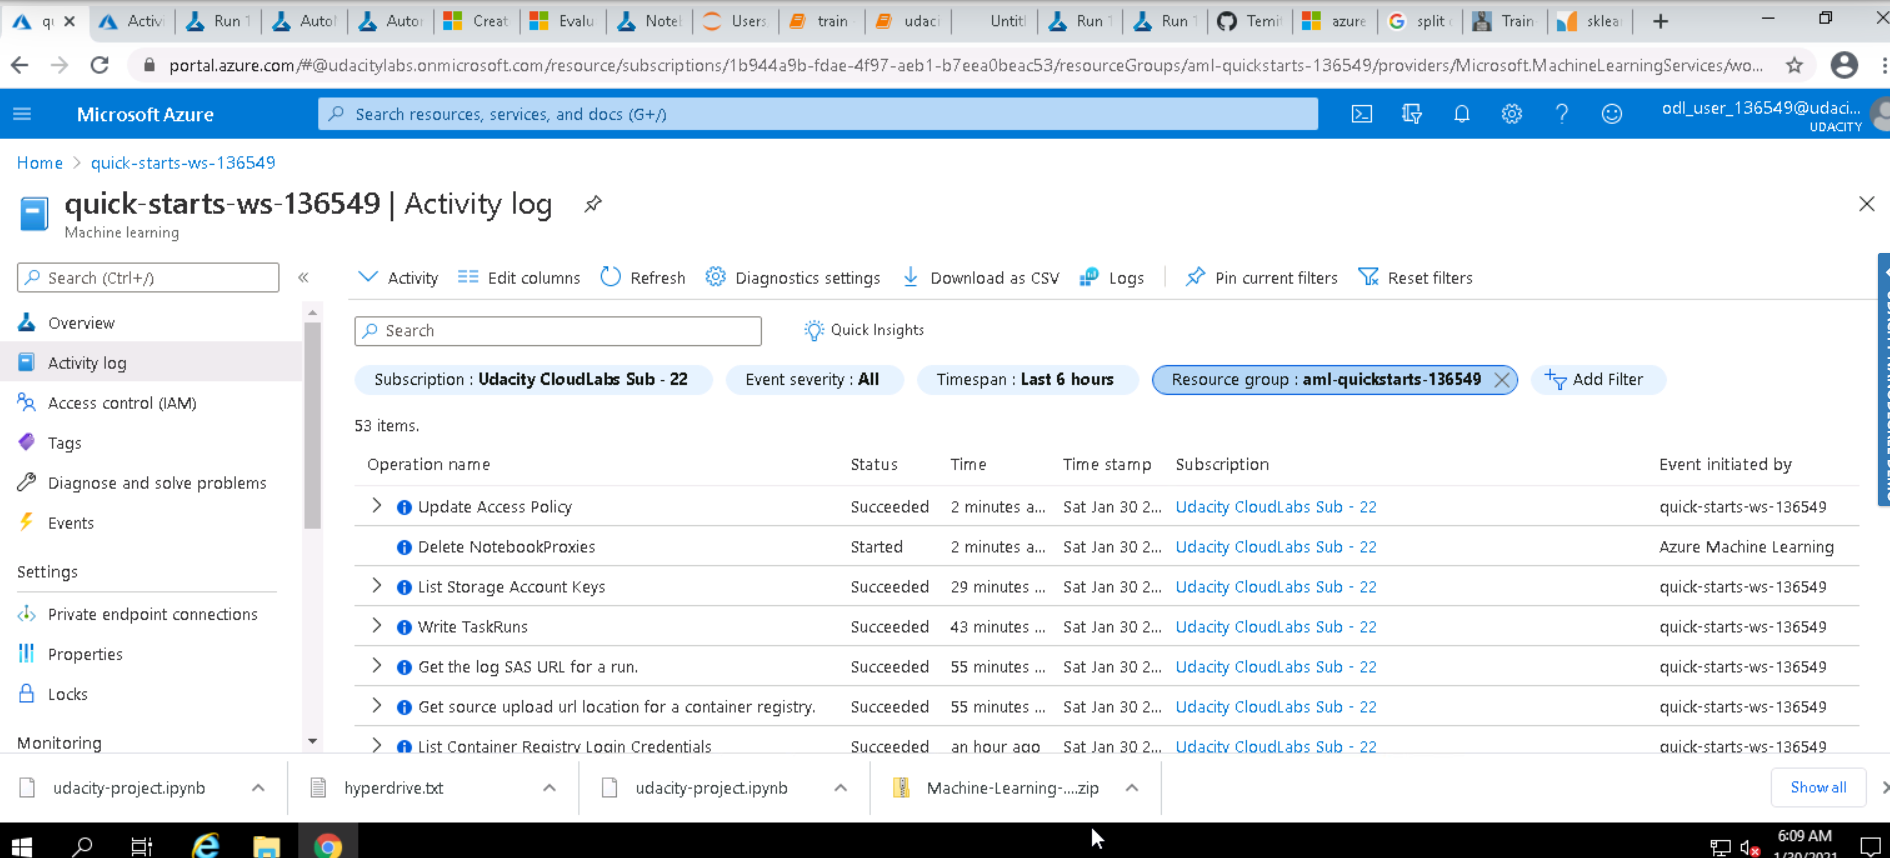 qu
Activi
Run 1
AutoM
Autom
Creat
Evalu
Noteb
Users
train
udaci
Untitl
Run 1
Run 1
Temit
azure
split
Train
sklea
portal.azure.com/#@udacitylabs.onmicrosoft.com/resource/subscriptions/1b944a9b-fdae-4f97-aeb1-b7eea0beac53/resourceGroups/aml-quickstarts-136549/providers/Microsoft.MachineLearningServices/wo...
Microsoft Azure
Search resources, services, and docs (G+/)
odl_user_136549@udaci...
UDACITY
Home > quick-starts-ws-136549
quick-starts-ws-136549 | Activity log
Machine learning
Search (Ctrl+/)
Overview
Activity log
Access control (IAM)
Tags
Diagnose and solve problems
Events
Settings
Private endpoint connections
Properties
Locks
Monitoring
Activity
Edit columns
Refresh
Diagnostics settings
Download as CSV
Logs
Pin current filters
Reset filters
Search
Quick Insights
Subscription : Udacity CloudLabs Sub - 22
Event severity : All
Timespan : Last 6 hours
Resource group : aml-quickstarts-136549
Add Filter
53 items.
Operation name Status Time Time stamp Subscription Event initiated by
Update Access Policy Succeeded 2 minutes a... Sat Jan 30 2... Udacity CloudLabs Sub - 22 quick-starts-ws-136549
Delete NotebookProxies Started 2 minutes a... Sat Jan 30 2... Udacity CloudLabs Sub - 22 Azure Machine Learning
List Storage Account Keys Succeeded 29 minutes ... Sat Jan 30 2... Udacity CloudLabs Sub - 22 quick-starts-ws-136549
Write TaskRuns Succeeded 43 minutes ... Sat Jan 30 2... Udacity CloudLabs Sub - 22 quick-starts-ws-136549
Get the log SAS URL for a run. Succeeded 55 minutes ... Sat Jan 30 2... Udacity CloudLabs Sub - 22 quick-starts-ws-136549
Get source upload url location for a container registry. Succeeded 55 minutes ... Sat Jan 30 2... Udacity CloudLabs Sub - 22 quick-starts-ws-136549
List Container Registry Login Credentials Succeeded an hour ago Sat Jan 30 2... Udacity CloudLabs Sub - 22 quick-starts-ws-136549
udacity-project.ipynb
hyperdrive.txt
udacity-project.ipynb
Machine-Learning-....zip
Show all
6:09 AM
1/30/2021